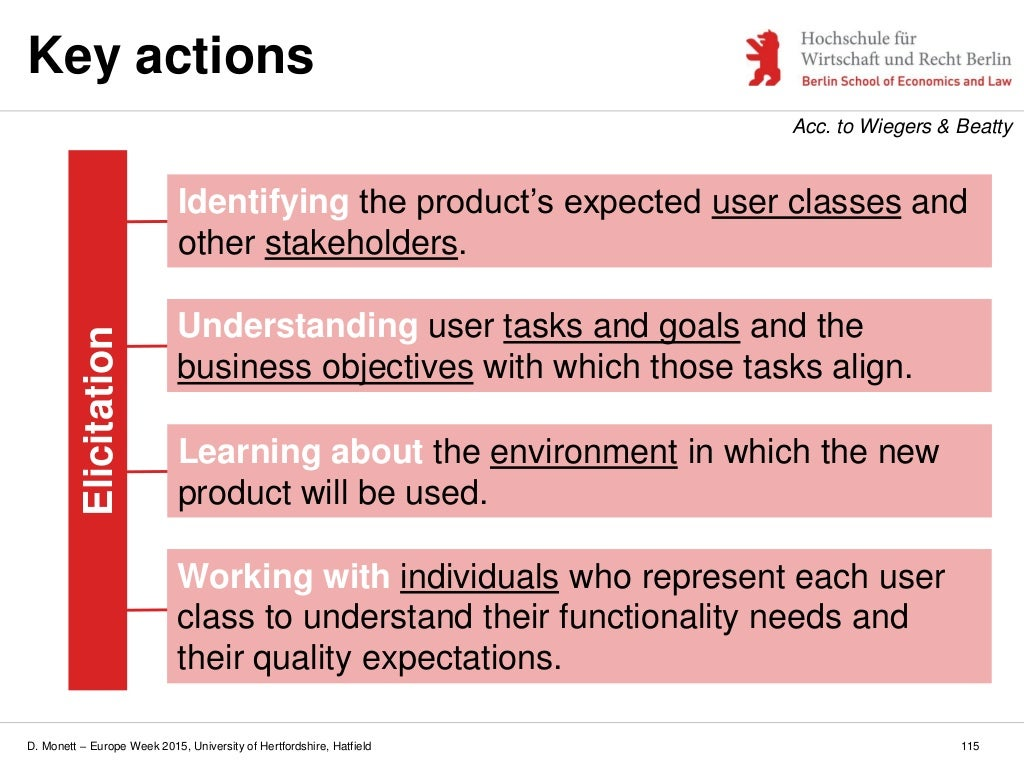 Key actions
Hochschule für
Wirtschaft und Recht Berlin
Berlin School of Economics and Law
Acc. to Wiegers & Beatty
Elicitation
Identifying the product’s expected user classes and
other stakeholders.
Understanding user tasks and goals and the
business objectives with which those tasks align.
Learning about the environment in which the new
product will be used.
Working with individuals who represent each user
class to understand their functionality needs and
their quality expectations.
D. Monett – Europe Week 2015, University of Hertfordshire, Hatfield
115